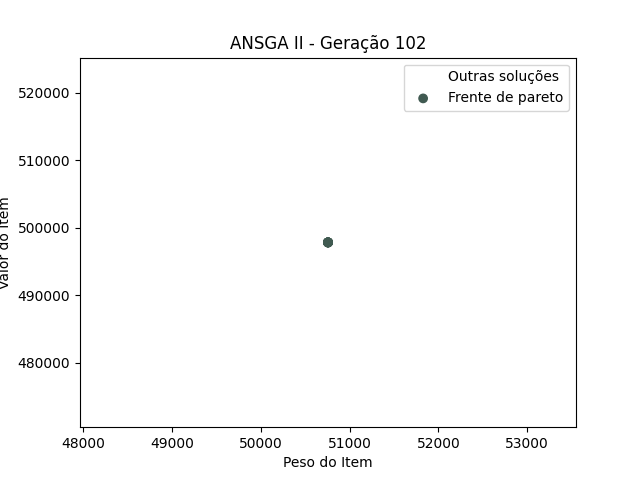 ANSGA II - Geração 102
Outras soluções
Frente de pareto
520000
510000
500000
490000
480000
Valor do Item
48000 49000 50000 51000 52000 53000
Peso do Item